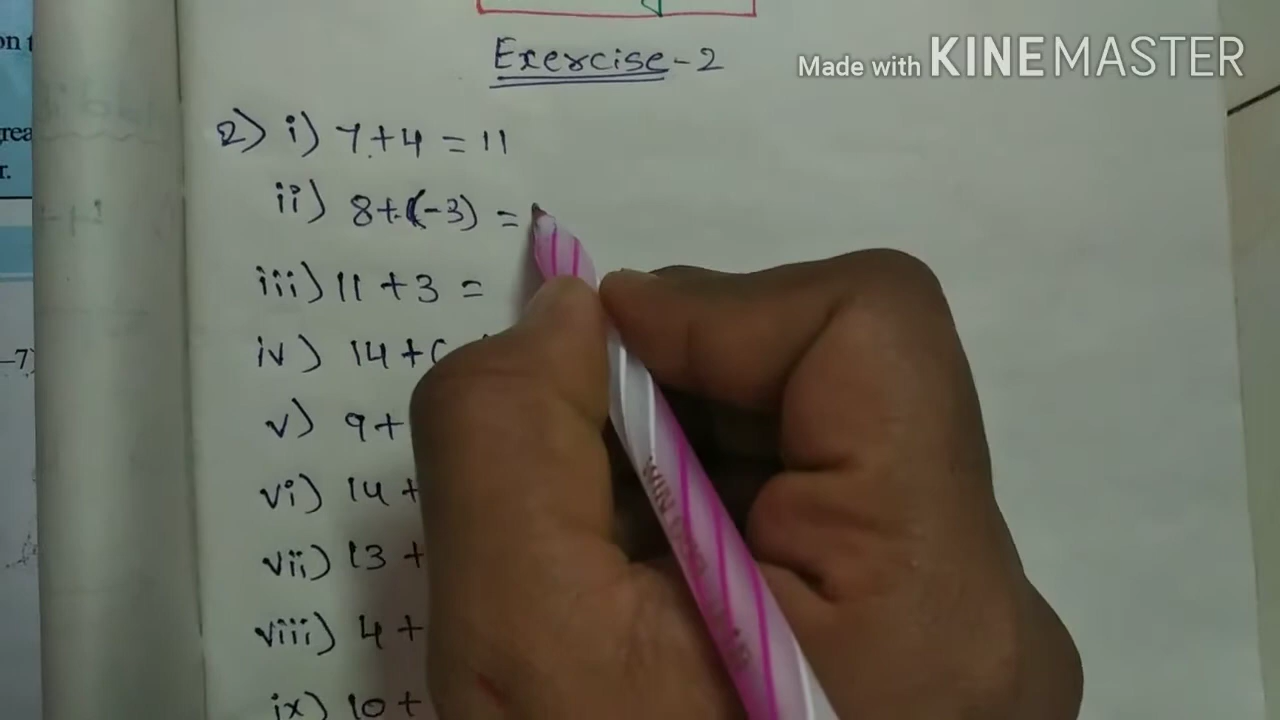 Exercise-2
Made with KINEMASTER
2) i) 7+4 = 11
ii) 8+(-3) =
iii) 11 + 3 =
iv) 14 + (
v) 9 +
vi) 14 +
vii) 13 +
viii) 4 +
ix) 10 +
-7)